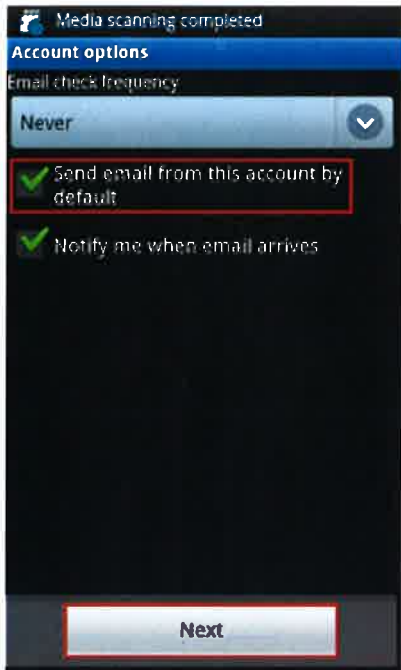 Media scanning completed
Account options
Email check frequency
Never
Send email from this account by
default
Notify me when email arrives
Next